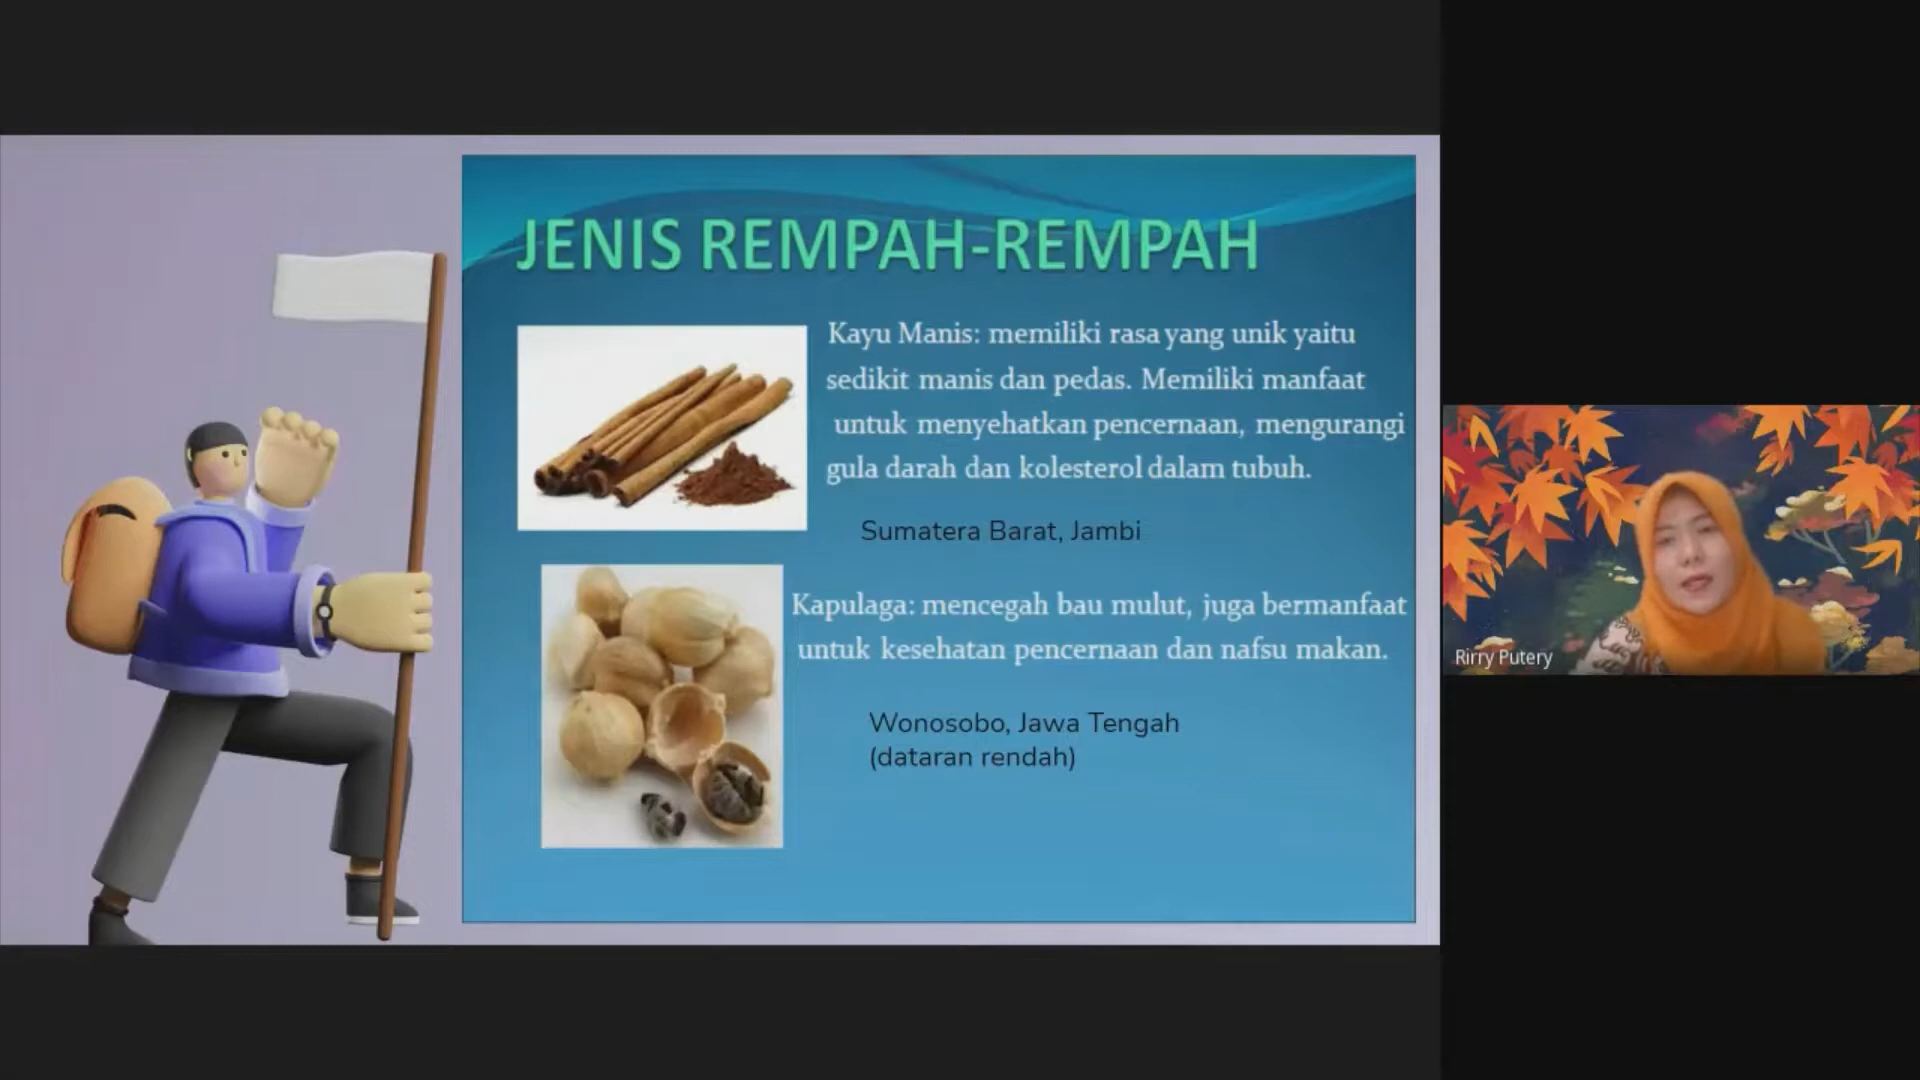 JENIS REMPAH-REMPAH
Kayu Manis: memiliki rasa yang unik yaitu
sedikit manis dan pedas. Memiliki manfaat
untuk menyehatkan pencernaan, mengurangi
gula darah dan kolesterol dalam tubuh.
Sumatera Barat, Jambi
Kapulaga: mencegah bau mulut, juga bermanfaat
untuk kesehatan pencernaan dan nafsu makan.
Wonosobo, Jawa Tengah
(dataran rendah)
Rirry Putery